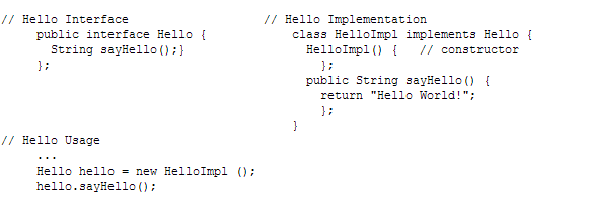 // Hello Interface
public interface Hello {
String sayHello();}
};
// Hello Implementation
class HelloImpl implements Hello {
HelloImpl() {   // constructor
};
public String sayHello() {
return "Hello World!";
};
}
// Hello Usage
...
Hello hello = new HelloImpl ();
hello.sayHello();